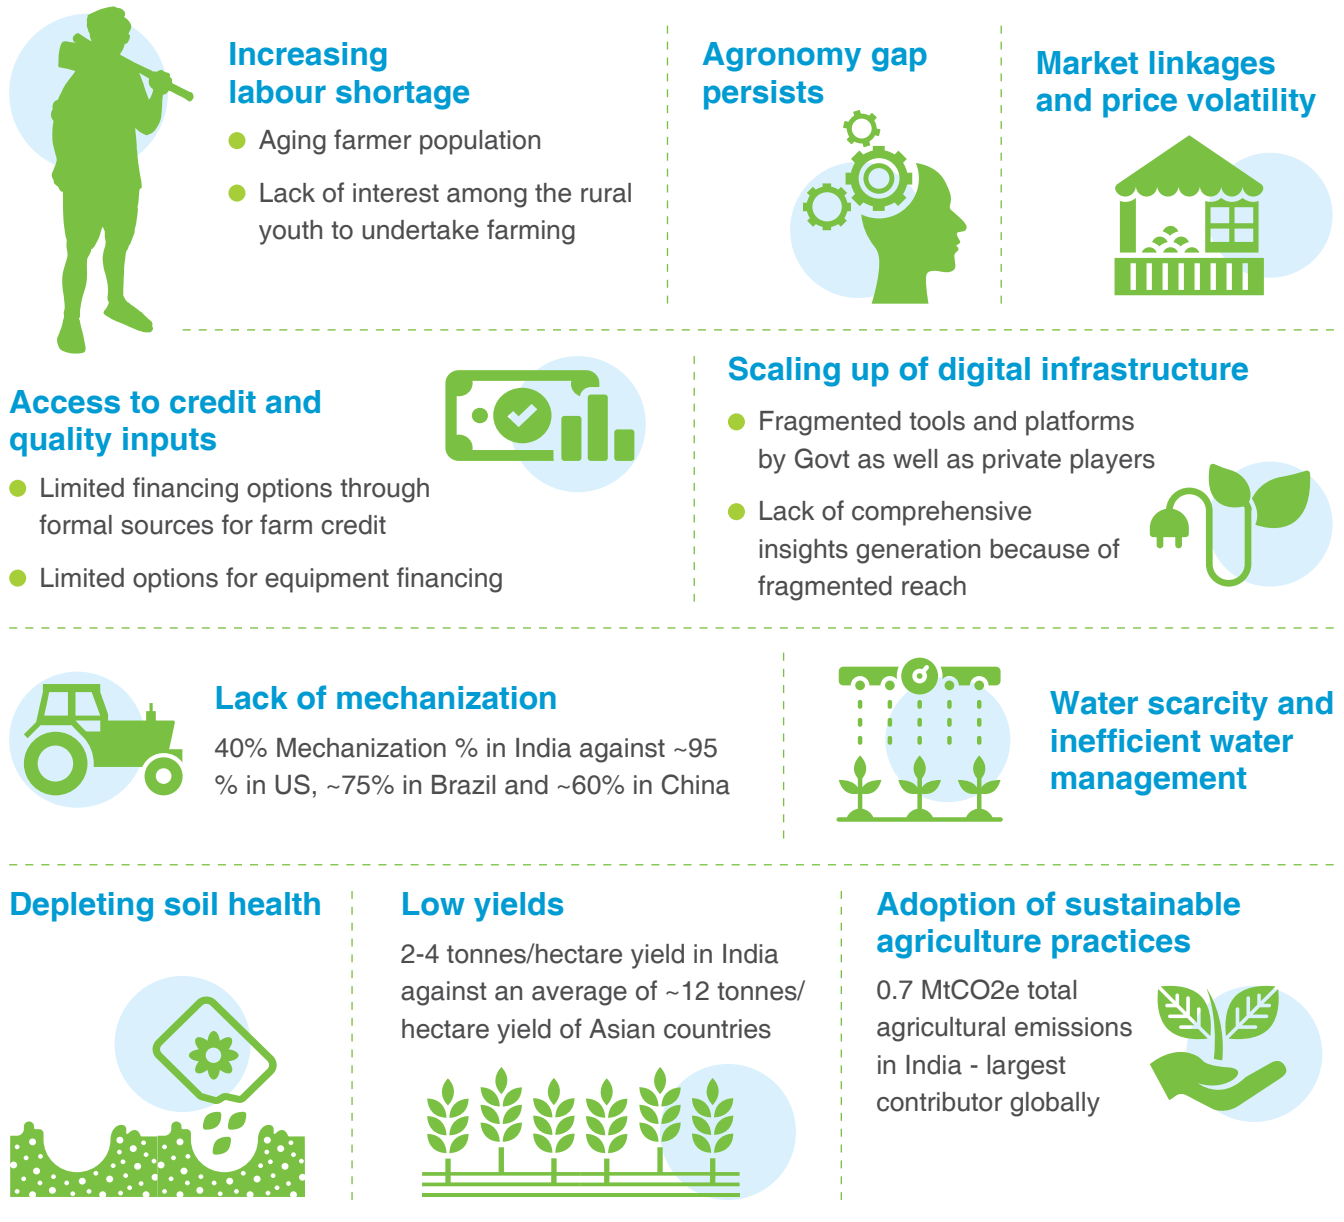 Increasing
labour shortage
Aging farmer population
Lack of interest among the rural
youth to undertake farming
Agronomy gap
persists
Market linkages
and price volatility
Access to credit and
quality inputs
Limited financing options through
formal sources for farm credit
Limited options for equipment financing
Scaling up of digital infrastructure
Fragmented tools and platforms
by Govt as well as private players
Lack of comprehensive
insights generation because of
fragmented reach
Lack of mechanization
40% Mechanization % in India against ~95
% in US, ~75% in Brazil and ~60% in China
Water scarcity and
inefficient water
management
Depleting soil health
Low yields
2-4 tonnes/hectare yield in India
against an average of ~12 tonnes/
hectare yield of Asian countries
Adoption of sustainable
agriculture practices
0.7 MtCO2e total
agricultural emissions
in India - largest
contributor globally